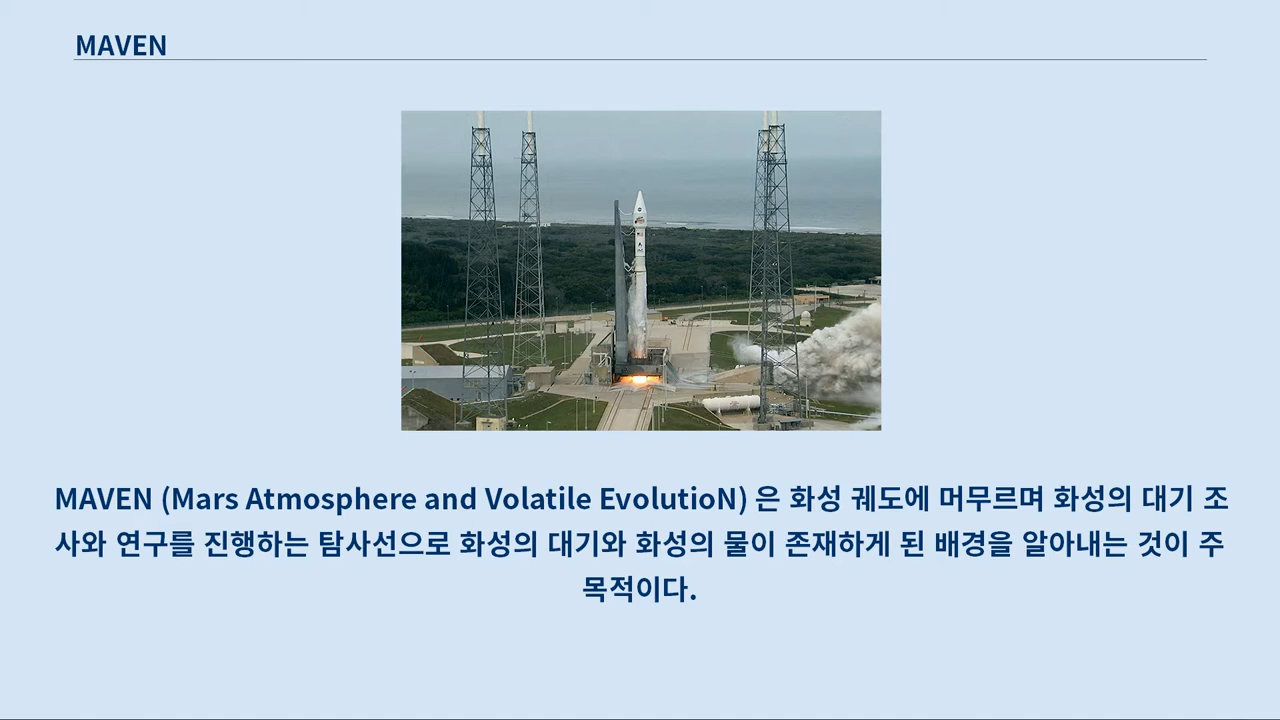 MAVEN
MAVEN (Mars Atmosphere and Volatile EvolutioN) 은 화성 궤도에 머무르며 화성의 대기 조
사와 연구를 진행하는 탐사선으로 화성의 대기와 화성의 물이 존재하게 된 배경을 알아내는 것이 주
목적이다.